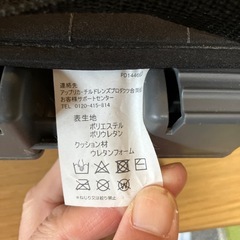 連絡先
アップリカ・チルドレンズプロダクツ合同会社
お客様サポートセンター
TEL 0120-415-814
表生地
ポリエステル
ポリウレタン
クッション材
ウレタンフォーム